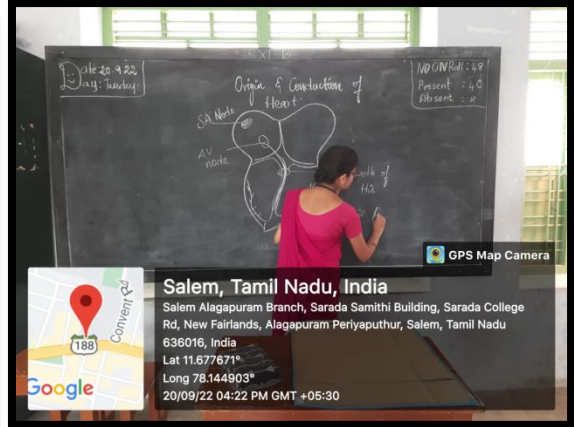 XI
Date: 20.9.22
Day: Tuesday
NO ON Roll: 48
Present : 40
Absent : 8
Origin & Conduction of
Heart
SA Node
AV
node
of
His
GPS Map Camera
Salem, Tamil Nadu, India
Salem Alagapuram Branch, Sarada Samithi Building, Sarada College
Rd, New Fairlands, Alagapuram Periyaputhur, Salem, Tamil Nadu
636016, India
Lat 11.677671°
Long 78.144903°
20/09/22 04:22 PM GMT +05:30
Convent Rd
188
Google